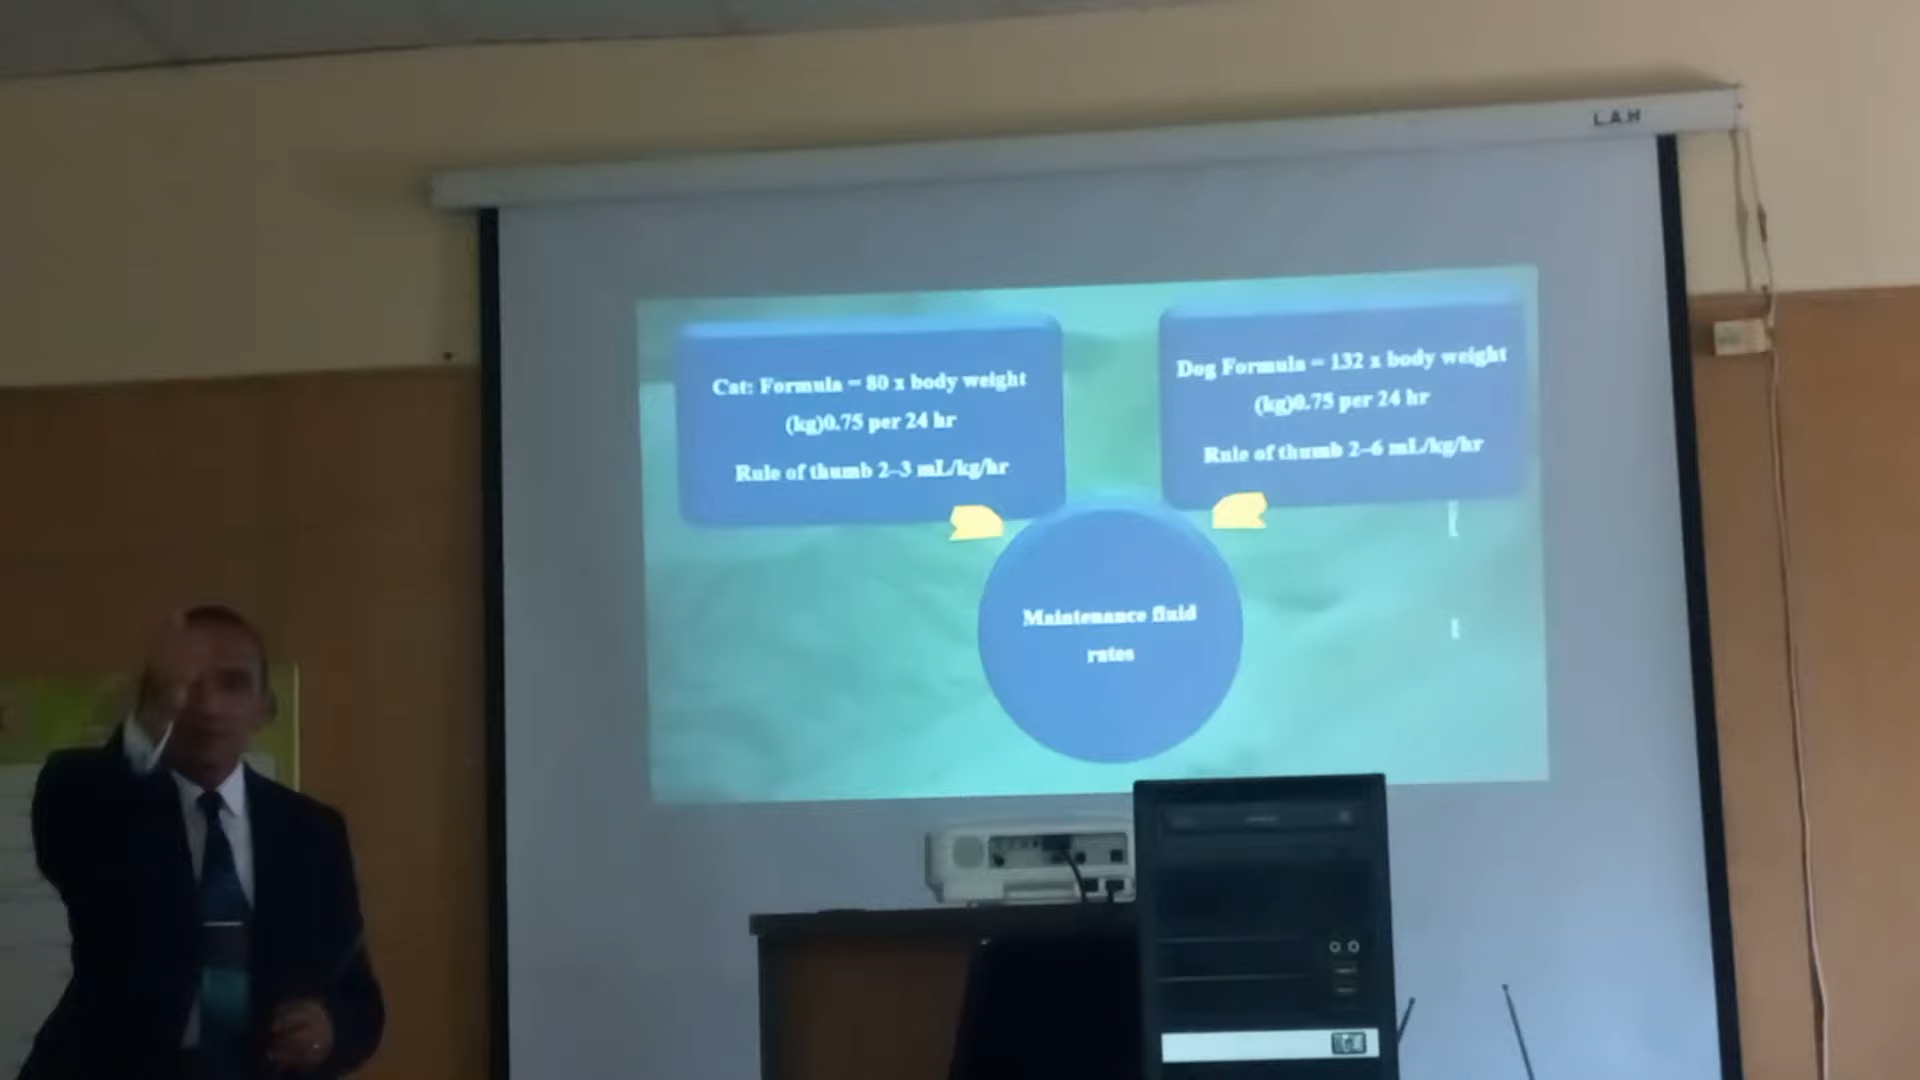 L.A.H
Cat: Formula = 80 x body weight
(kg)0.75 per 24 hr
Rule of thumb 2–3 mL/kg/hr
Dog Formula = 132 x body weight
(kg)0.75 per 24 hr
Rule of thumb 2–6 mL/kg/hr
Maintenance fluid
rates